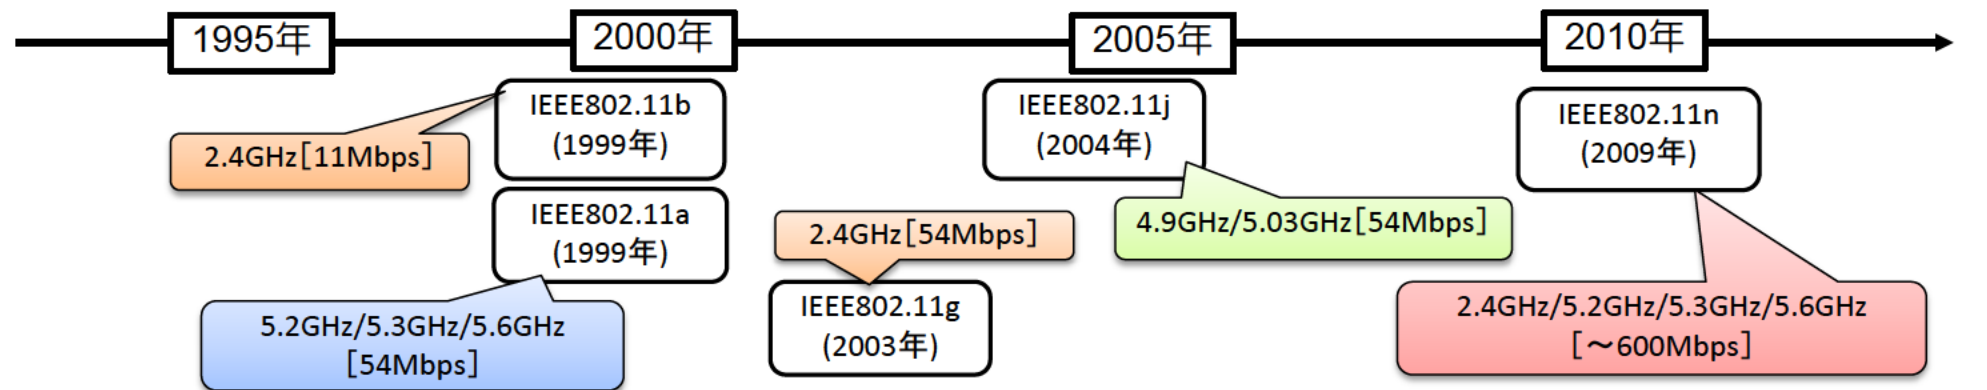 1995年
2000年
2005年
2010年
IEEE802.11b
(1999年)
2.4GHz[11Mbps]
IEEE802.11a
(1999年)
5.2GHz/5.3GHz/5.6GHz
[54Mbps]
2.4GHz[54Mbps]
IEEE802.11g
(2003年)
IEEE802.11j
(2004年)
4.9GHz/5.03GHz[54Mbps]
IEEE802.11n
(2009年)
2.4GHz/5.2GHz/5.3GHz/5.6GHz
[～600Mbps]